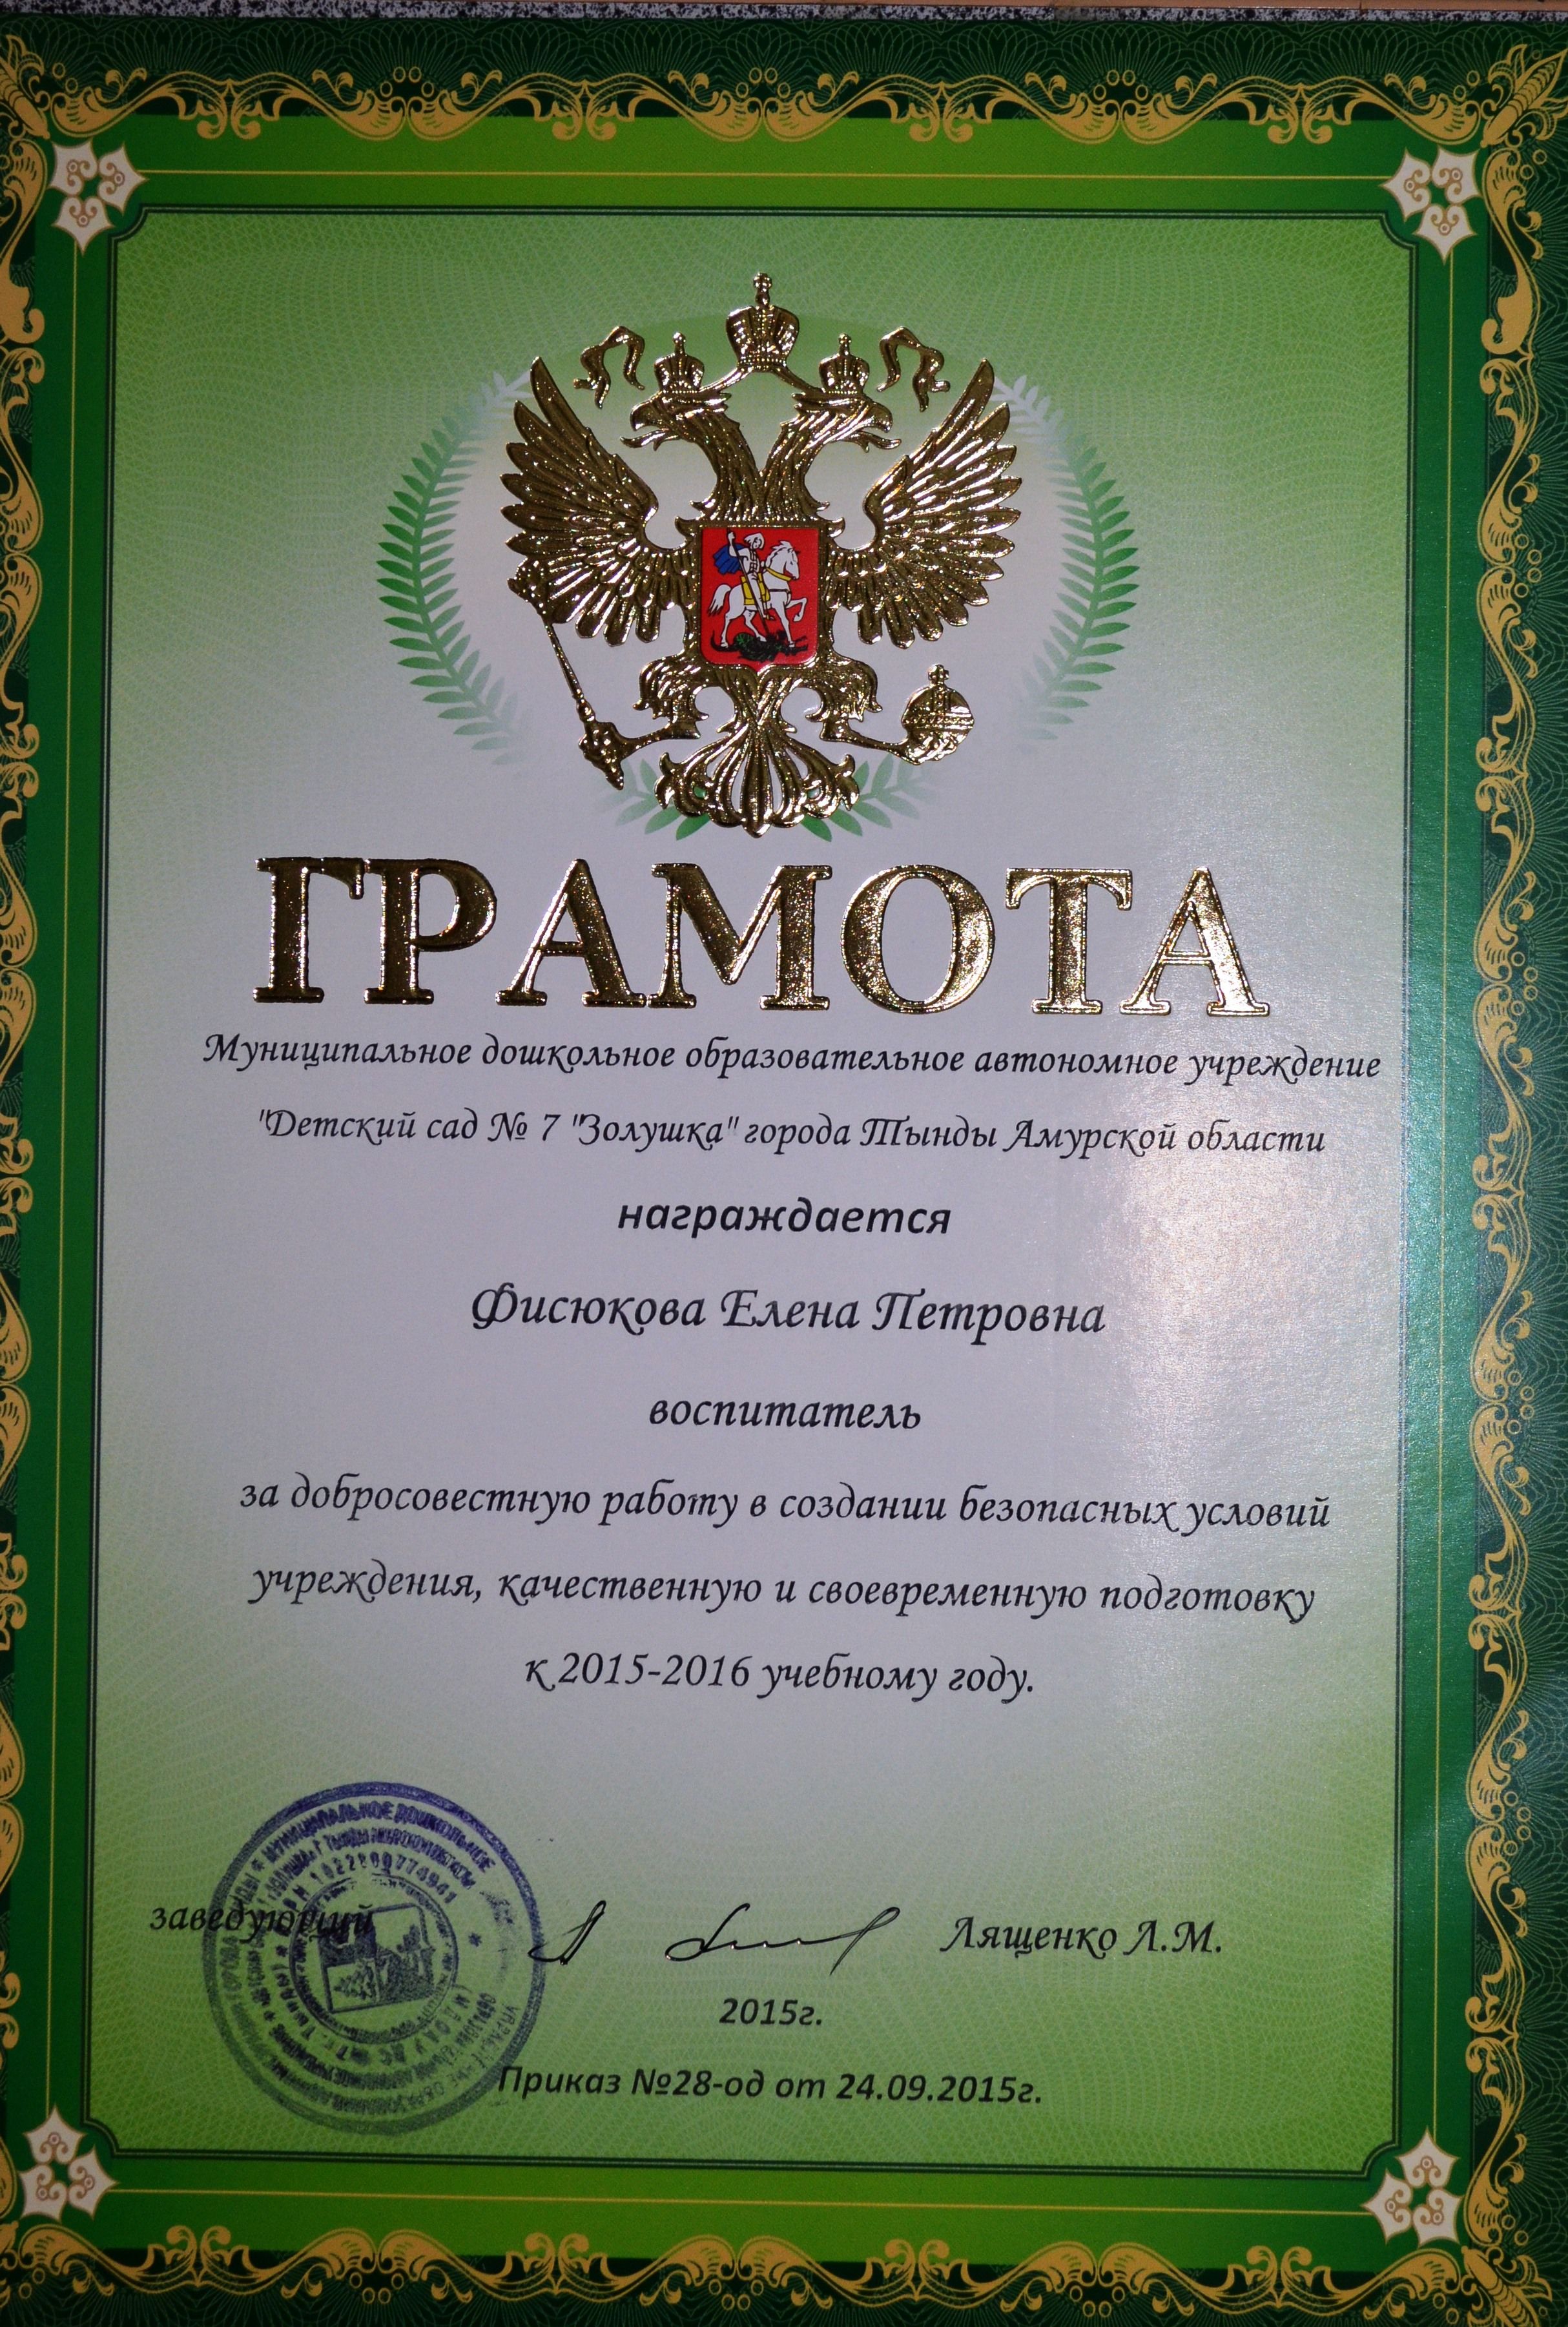 ГРАМОТА
Муниципальное дошкольное образовательное автономное учреждение
"Детский сад № 7 "Золушка" города Тынды Амурской области
награждается
Фисюкова Елена Петровна
воспитатель
за добросовестную работу в создании безопасных условий
учреждения, качественную и своевременную подготовку
к 2015-2016 учебному году.
МУНИЦИПАЛЬНОЕ ДОШКОЛЬНОЕ
заведующий
Лященко Л.М.
2015г.
Приказ №28-од от 24.09.2015г.